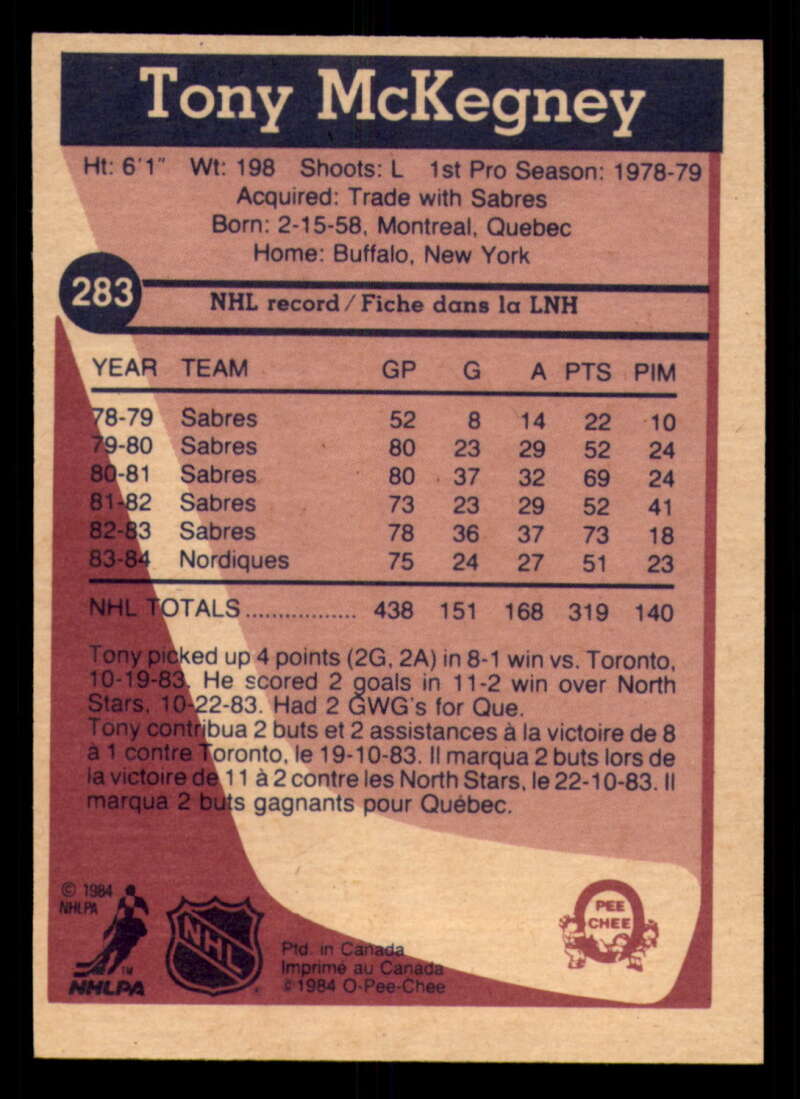 Tony McKegney
Ht: 6'1" Wt: 198 Shoots: L 1st Pro Season: 1978-79
Acquired: Trade with Sabres
Born: 2-15-58, Montreal, Quebec
Home: Buffalo, New York
283
NHL record/Fiche dans la LNH
YEAR TEAM GP G A PTS PIM
78-79 Sabres 52 8 14 22 10
79-80 Sabres 80 23 29 52 24
80-81 Sabres 80 37 32 69 24
81-82 Sabres 73 23 29 52 41
82-83 Sabres 78 36 37 73 18
83-84 Nordiques 75 24 27 51 23
NHL TOTALS................. 438 151 168 319 140
Tony picked up 4 points (2G, 2A) in 8-1 win vs. Toronto,
10-19-83. He scored 2 goals in 11-2 win over North
Stars, 10-22-83. Had 2 GWG's for Que.
Tony contribua 2 buts et 2 assistances à la victoire de 8
à 1 contre Toronto, le 19-10-83. Il marqua 2 buts lors de
la victoire de 11 à 2 contre les North Stars, le 22-10-83. Il
marqua 2 buts gagnants pour Québec.
© 1984
NHLPA
TM
NHLPA
NHL
Ptd. in Canada
Imprimé au Canada
©1984 O-Pee-Chee
PEE
CHEE